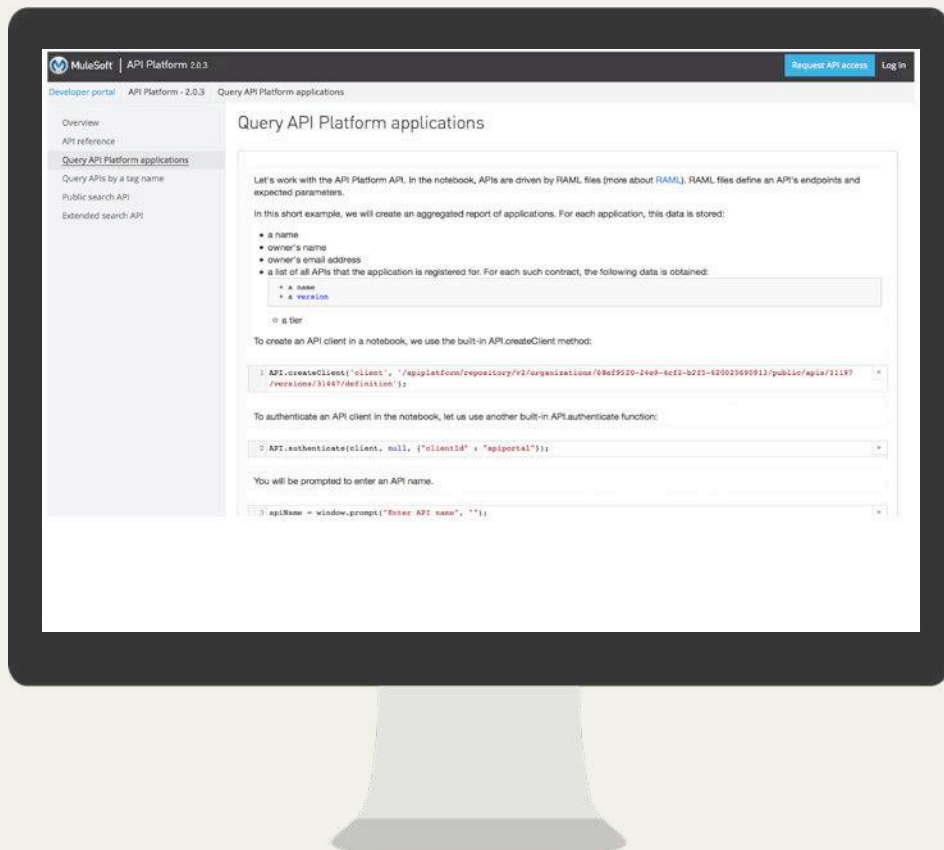 MuleSoft | API Platform 2.0.3
Request API access
Log in
Developer portal API Platform - 2.0.3 Query API Platform applications
Overview
API reference
Query API Platform applications
Query APIs by a tag name
Public search API
Extended search API
Query API Platform applications
Let's work with the API Platform API. In the notebook, APIs are driven by RAML files (more about RAML). RAML files define an API's endpoints and
expected parameters.
In this short example, we will create an aggregated report of applications. For each application, this data is stored:
• a name
• owner's name
• owner's email address
• a list of all APIs that the application is registered for. For each such contract, the following data is obtained:
+ a name
+ a version
o a tier
To create an API client in a notebook, we use the built-in API.createClient method:
1 API.createClient('client', '/apiplatform/repository/v2/organizations/
/versions/31447/definition');
To authenticate an API client in the notebook, let us use another built-in API.authenticate function:
2 API.authenticate(client, null, {"clientId" : "apiportal"});
You will be prompted to enter an API name.
3 apiName = window.prompt("Enter API name", "");